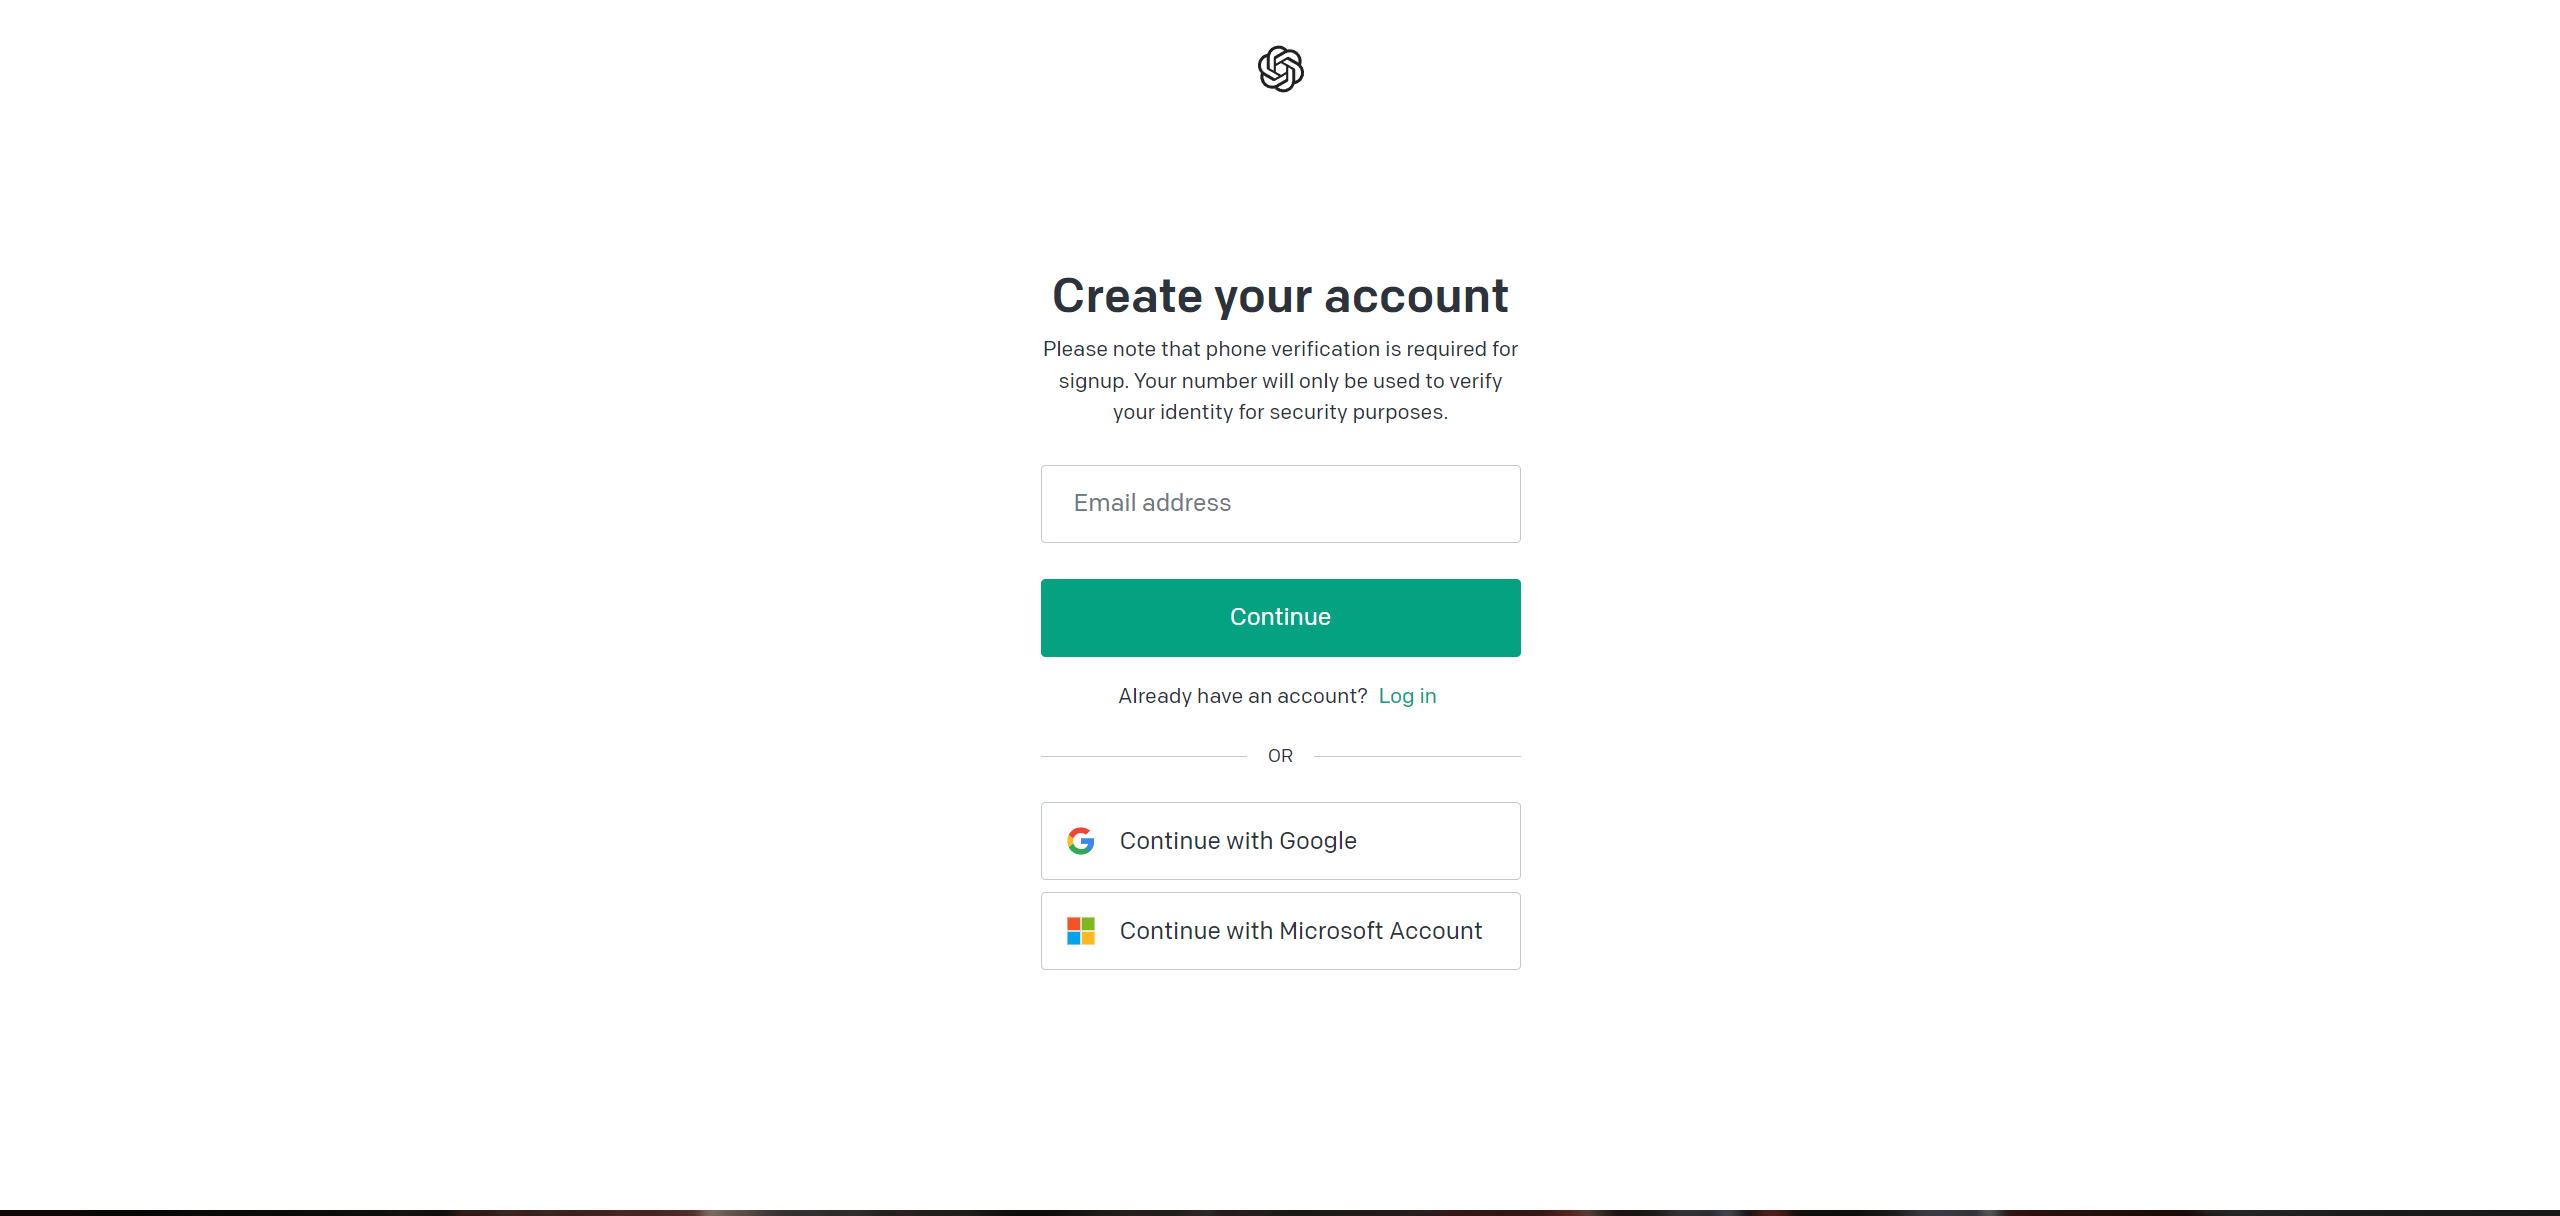 Create your account
Please note that phone verification is required for
signup. Your number will only be used to verify
your identity for security purposes.
Email address
Continue
Already have an account? Log in
OR
Continue with Google
Continue with Microsoft Account